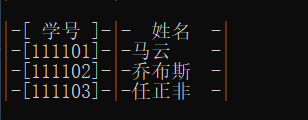 |-[ 学号 ]-|-  姓名  -|
|-[111101]-|-马云  -|
|-[111102]-|-乔布斯 -|
|-[111103]-|-任正非 -|